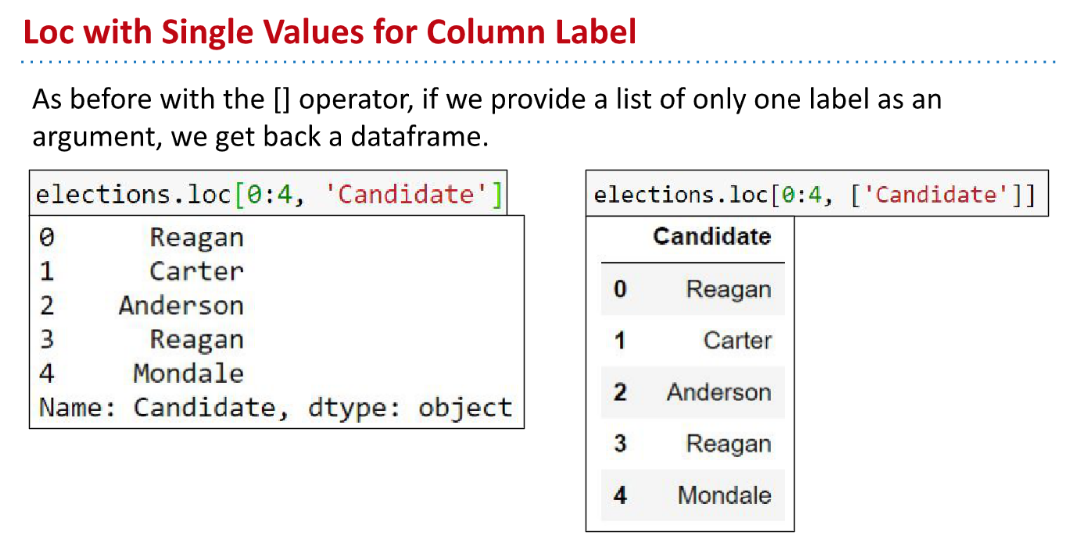 Loc with Single Values for Column Label
As before with the [] operator, if we provide a list of only one label as an
argument, we get back a dataframe.
elections.loc[0:4, 'Candidate']
0 Reagan
1 Carter
2 Anderson
3 Reagan
4 Mondale
Name: Candidate, dtype: object
elections.loc[0:4, ['Candidate']]
Candidate
0 Reagan
1 Carter
2 Anderson
3 Reagan
4 Mondale